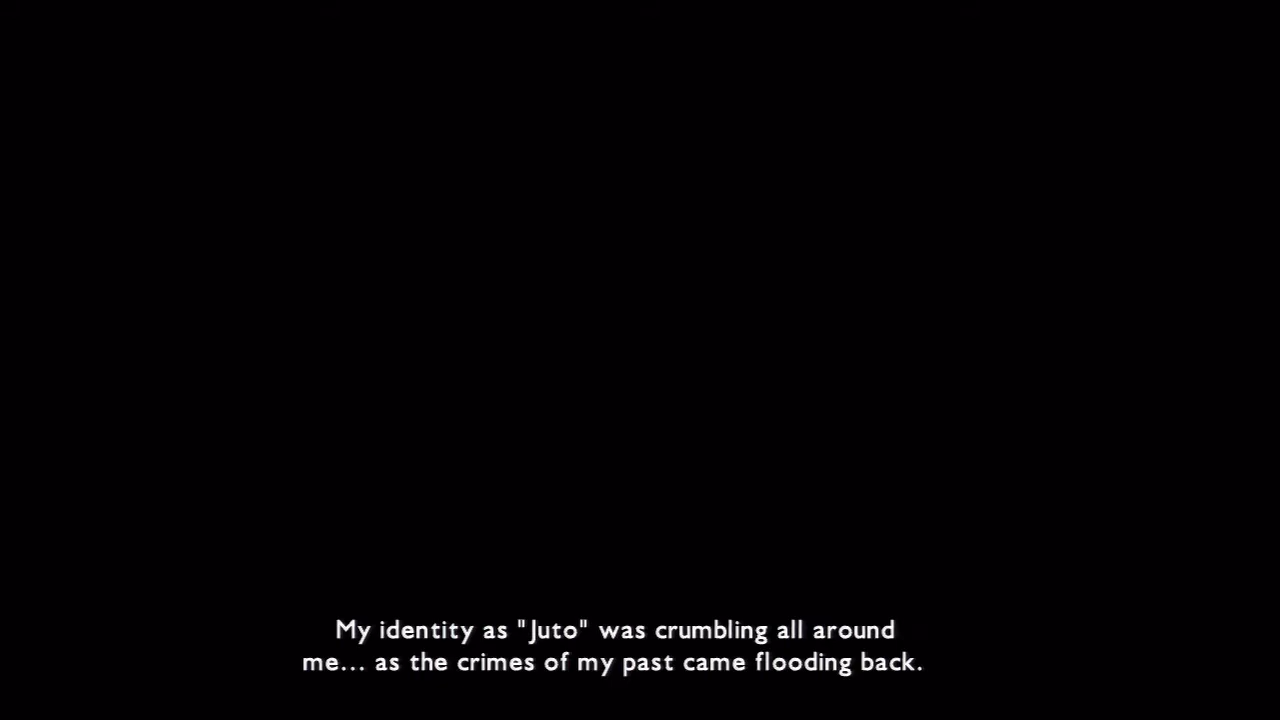 My identity as "Juto" was crumbling all around
me... as the crimes of my past came flooding back.